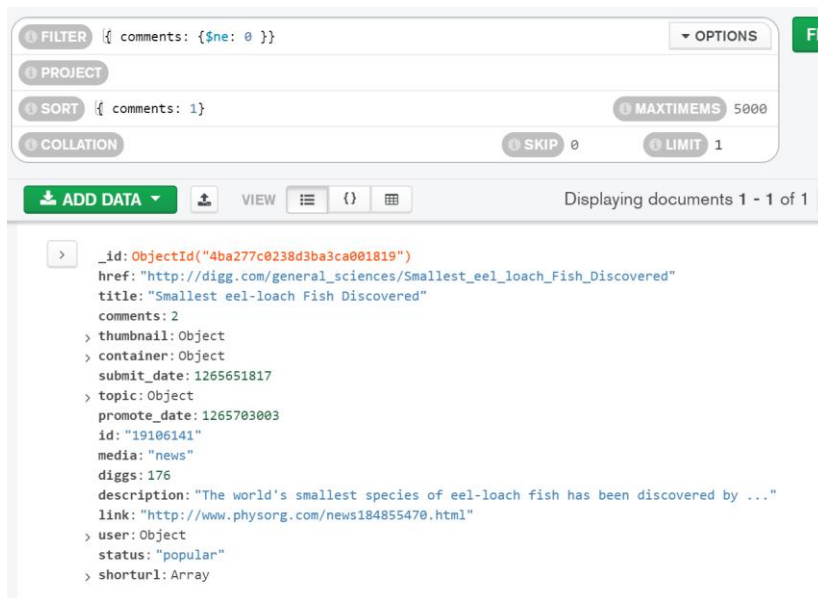 FILTER { comments: {$ne: 0 }} OPTIONS FI
PROJECT
SORT { comments: 1} MAXTIMEMS 5000
COLLATION SKIP 0 LIMIT 1
ADD DATA VIEW {} Displaying documents 1 - 1 of 1
_id: ObjectId("4ba277c0238d3ba3ca001819")
href: "http://digg.com/general_sciences/Smallest_eel_loach_Fish_Discovered"
title: "Smallest eel-loach Fish Discovered"
comments: 2
> thumbnail: Object
> container: Object
submit_date: 1265651817
> topic: Object
promote_date: 1265703003
id: "19106141"
media: "news"
diggs: 176
description: "The world's smallest species of eel-loach fish has been discovered by ..."
link: "http://www.physorg.com/news184855470.html"
> user: Object
status: "popular"
> shorturl: Array